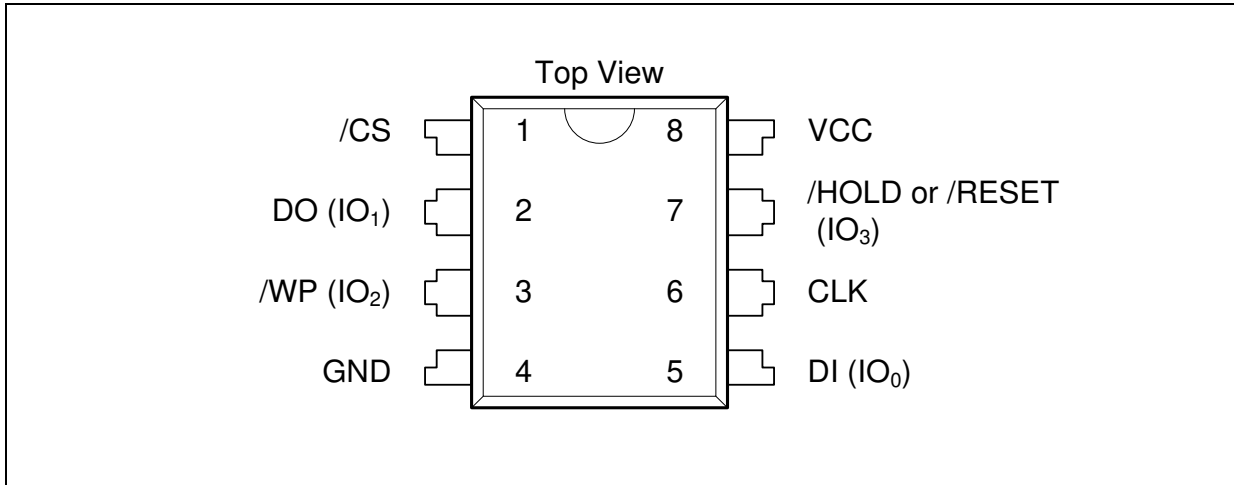 Top View
/CS 1 8 VCC
DO (IO₁) 2 7 /HOLD or /RESET
(IO₃)
/WP (IO₂) 3 6 CLK
GND 4 5 DI (IO₀)